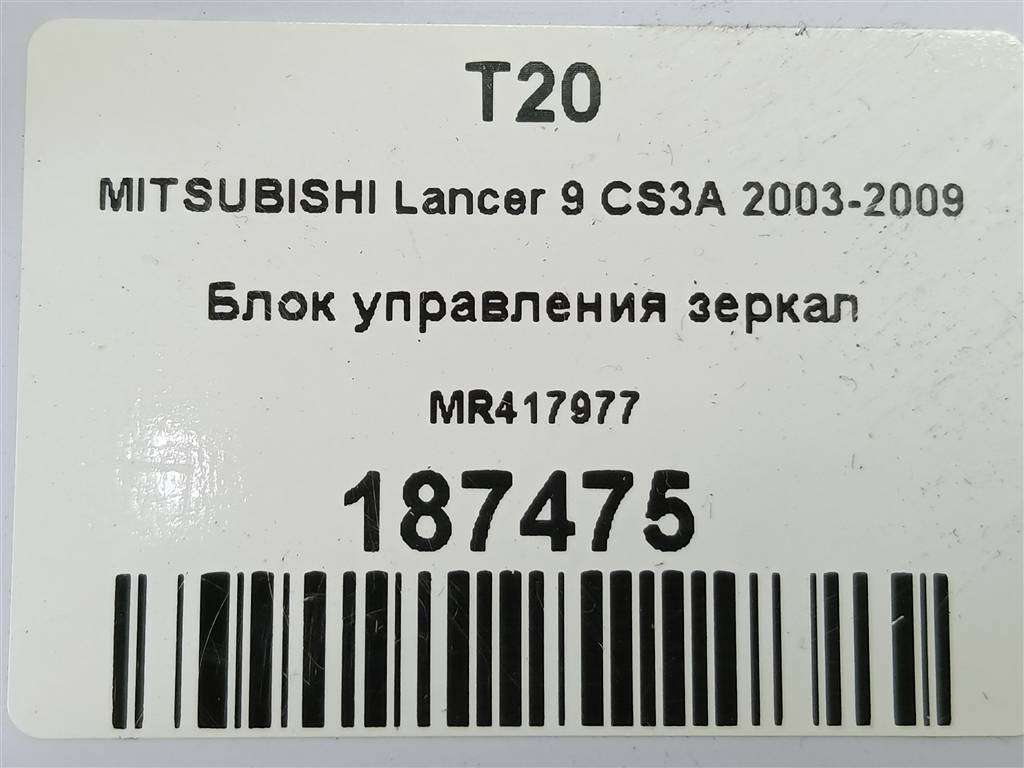 T20
MITSUBISHI Lancer 9 CS3A 2003-2009
Блок управления зеркал
MR417977
187475